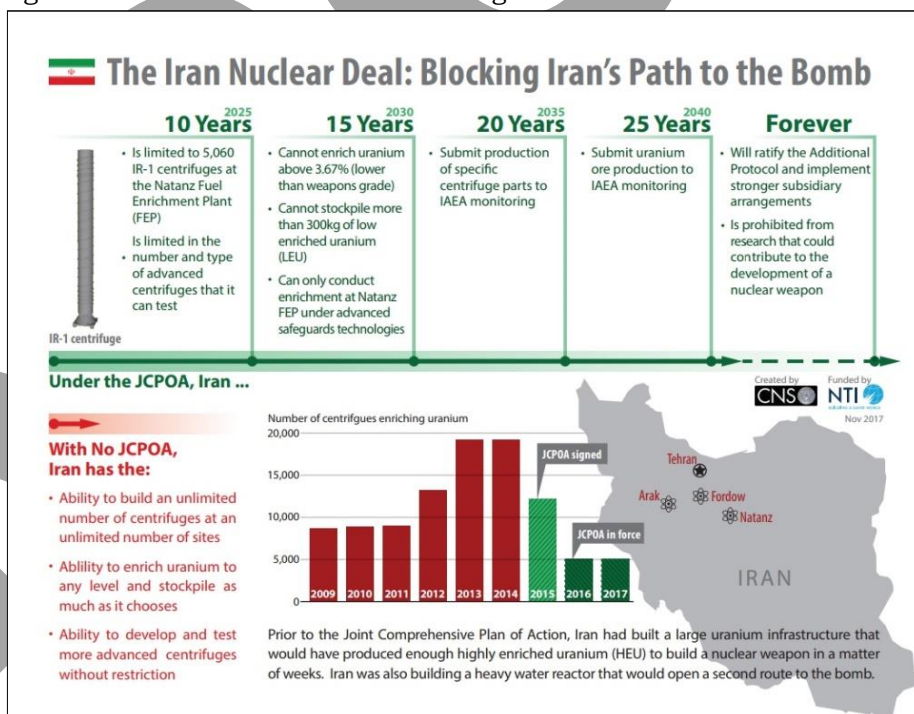 The Iran Nuclear Deal: Blocking Iran's Path to the Bomb
2025
10 Years
• Is limited to 5,060
IR-1 centrifuges at
the Natanz Fuel
Enrichment Plant
(FEP)
Is limited in the
• number and type
of advanced
centrifuges that it
can test
IR-1 centrifuge
2030
15 Years
• Cannot enrich uranium
above 3.67% (lower
than weapons grade)
• Cannot stockpile more
than 300kg of low
enriched uranium
(LEU)
• Can only conduct
enrichment at Natanz
FEP under advanced
safeguards technologies
2035
20 Years
• Submit production
of specific
centrifuge parts to
IAEA monitoring
2040
25 Years
• Submit uranium
ore production to
IAEA monitoring
Forever
• Will ratify the Additional
Protocol and implement
stronger subsidiary
arrangements
• Is prohibited from
research that could
contribute to the
development of a
nuclear weapon
Under the JCPOA, Iran ...
Created by
CNS
Funded by
NTI
Nov 2017
With No JCPOA,
Iran has the:
• Ability to build an unlimited
number of centrifuges at an
unlimited number of sites
• Ablility to enrich uranium to
any level and stockpile as
much as it chooses
• Ability to develop and test
more advanced centrifuges
without restriction
Number of centrifgues enriching uranium
20,000
15,000
10,000
5,000
0
2009 2010 2011 2012 2013 2014 2015 2016 2017
JCPOA signed
JCPOA in force
Tehran
Arak
Fordow
Natanz
IRAN
Prior to the Joint Comprehensive Plan of Action, Iran had built a large uranium infrastructure that
would have produced enough highly enriched uranium (HEU) to build a nuclear weapon in a matter
of weeks. Iran was also building a heavy water reactor that would open a second route to the bomb.